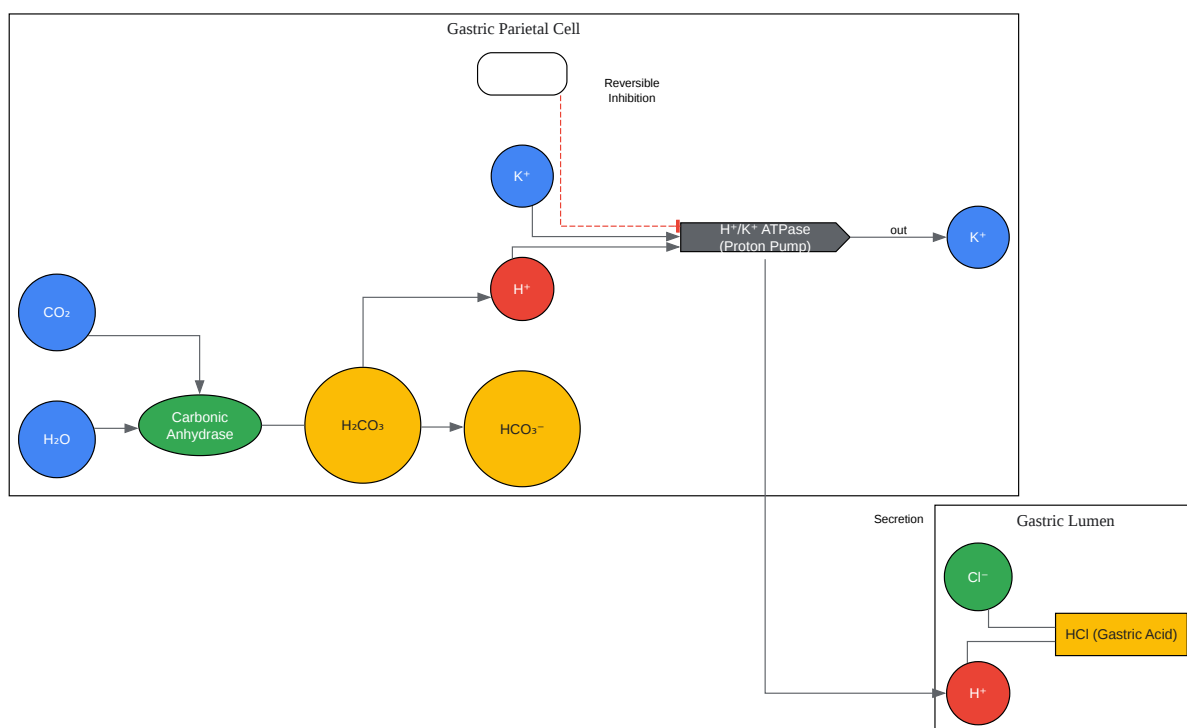 Gastric Parietal Cell
Reversible
Inhibition
K⁺
H⁺/K⁺ ATPase
(Proton Pump)
out
K⁺
H⁺
CO₂
Carbonic
Anhydrase
H₂O
H₂CO₃
HCO₃⁻
Secretion
Gastric Lumen
Cl⁻
HCl (Gastric Acid)
H⁺